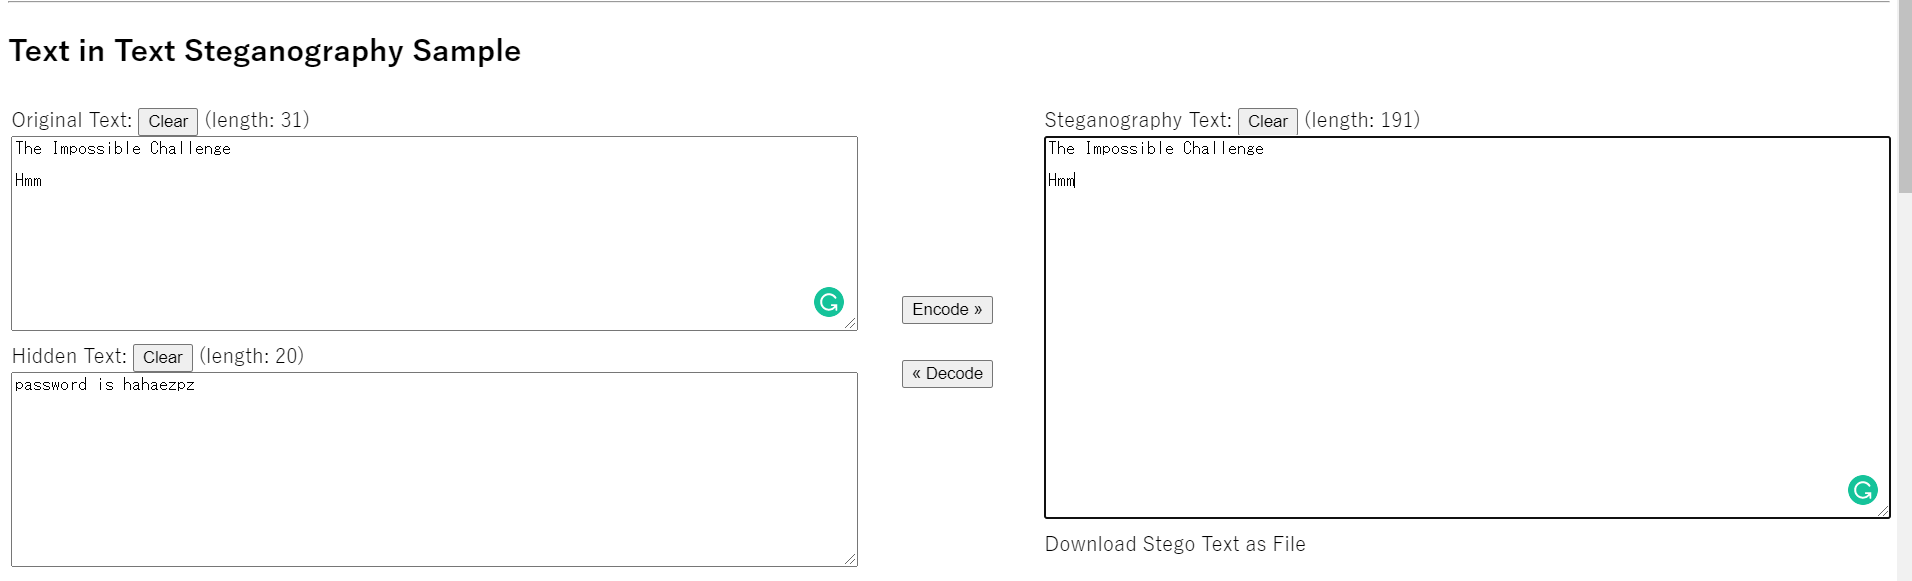 Text in Text Steganography Sample
Original Text: Clear (length: 31)
The Impossible Challenge
Hmm
Hidden Text: Clear (length: 20)
password is hahaezpz
Encode »
« Decode
Steganography Text: Clear (length: 191)
The Impossible Challenge
Hmm
Download Stego Text as File